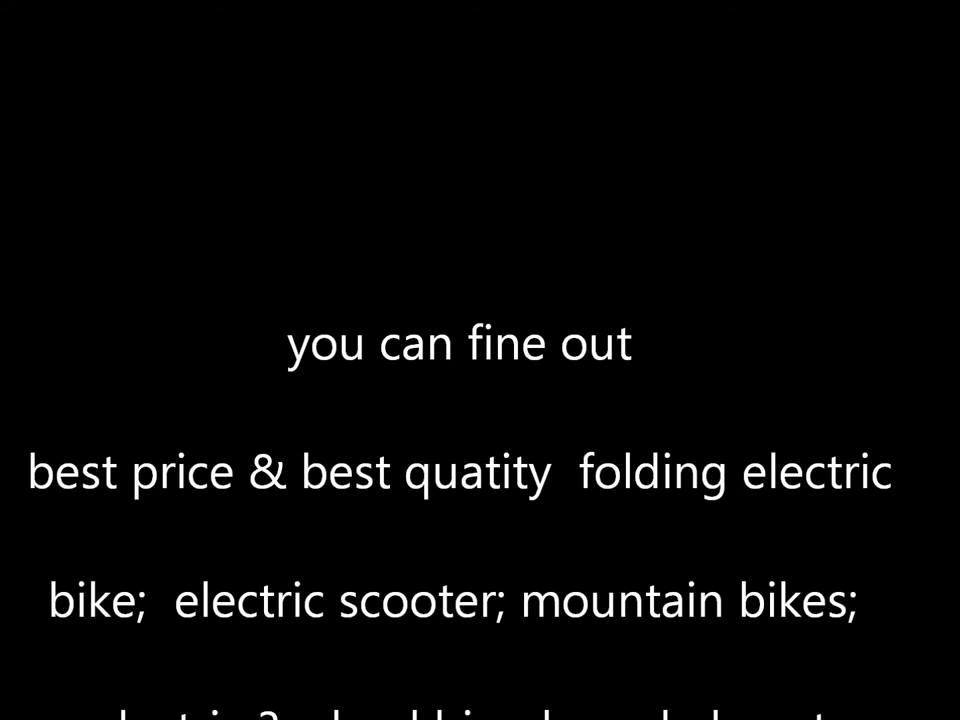 you can fine out
best price & best quatity  folding electric
bike;  electric scooter; mountain bikes;